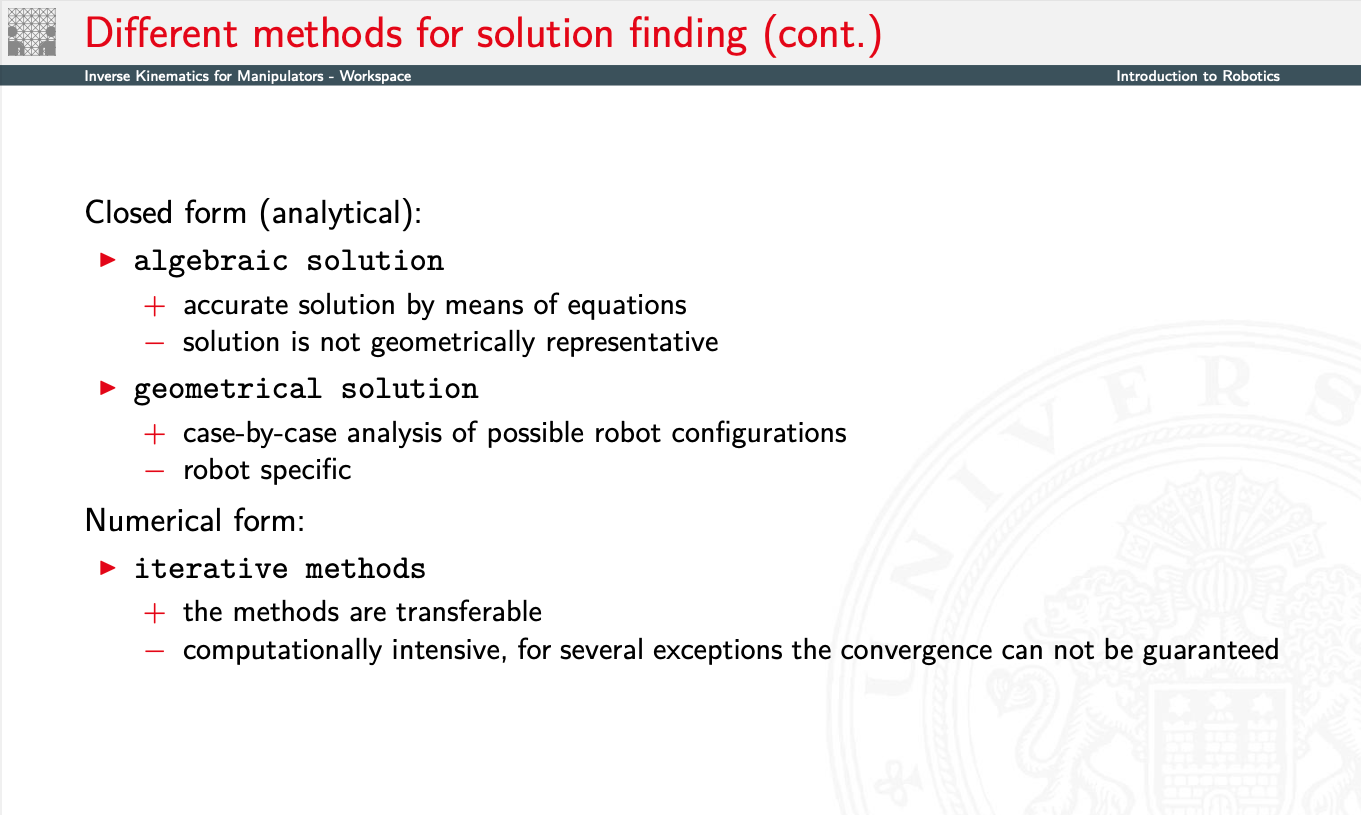 Different methods for solution finding (cont.)
Inverse Kinematics for Manipulators - Workspace Introduction to Robotics
Closed form (analytical):
▶ algebraic solution
+ accurate solution by means of equations
− solution is not geometrically representative
▶ geometrical solution
+ case-by-case analysis of possible robot configurations
− robot specific
Numerical form:
▶ iterative methods
+ the methods are transferable
− computationally intensive, for several exceptions the convergence can not be guaranteed
UNIVERS